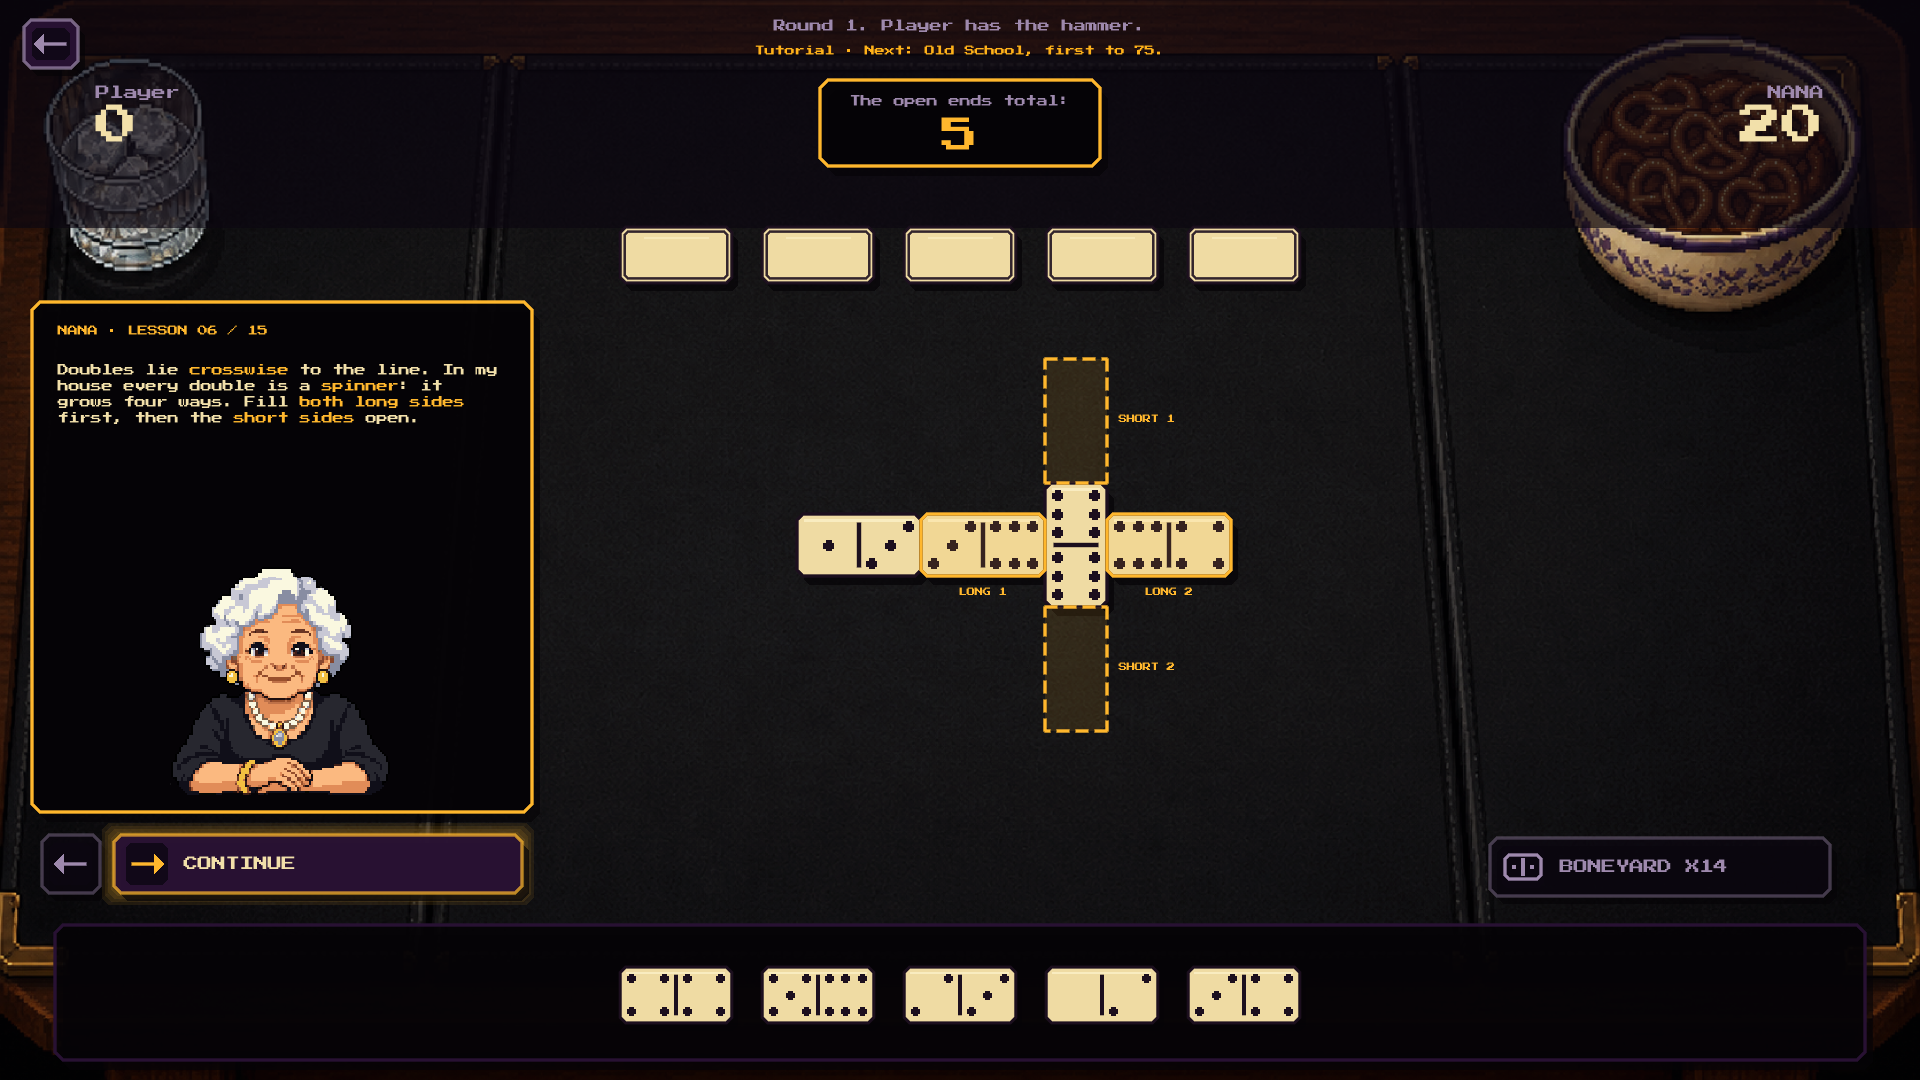 Round 1. Player has the hammer.
Tutorial · Next: Old School, first to 75.
Player
0
The open ends total:
5
NANA
20
NANA · LESSON 06 / 15
Doubles lie crosswise to the line. In my
house every double is a spinner: it
grows four ways. Fill both long sides
first, then the short sides open.
SHORT 1
LONG 1
LONG 2
SHORT 2
CONTINUE
BONEYARD X14